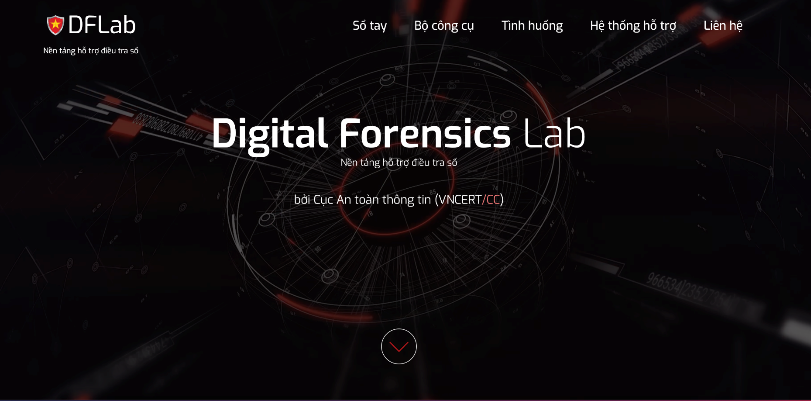 DFLab
Nền tảng hỗ trợ điều tra số
Sổ tay
Bộ công cụ
Tình huống
Hệ thống hỗ trợ
Liên hệ
Digital Forensics Lab
Nền tảng hỗ trợ điều tra số
bởi Cục An toàn thông tin (VNCERT/CC)